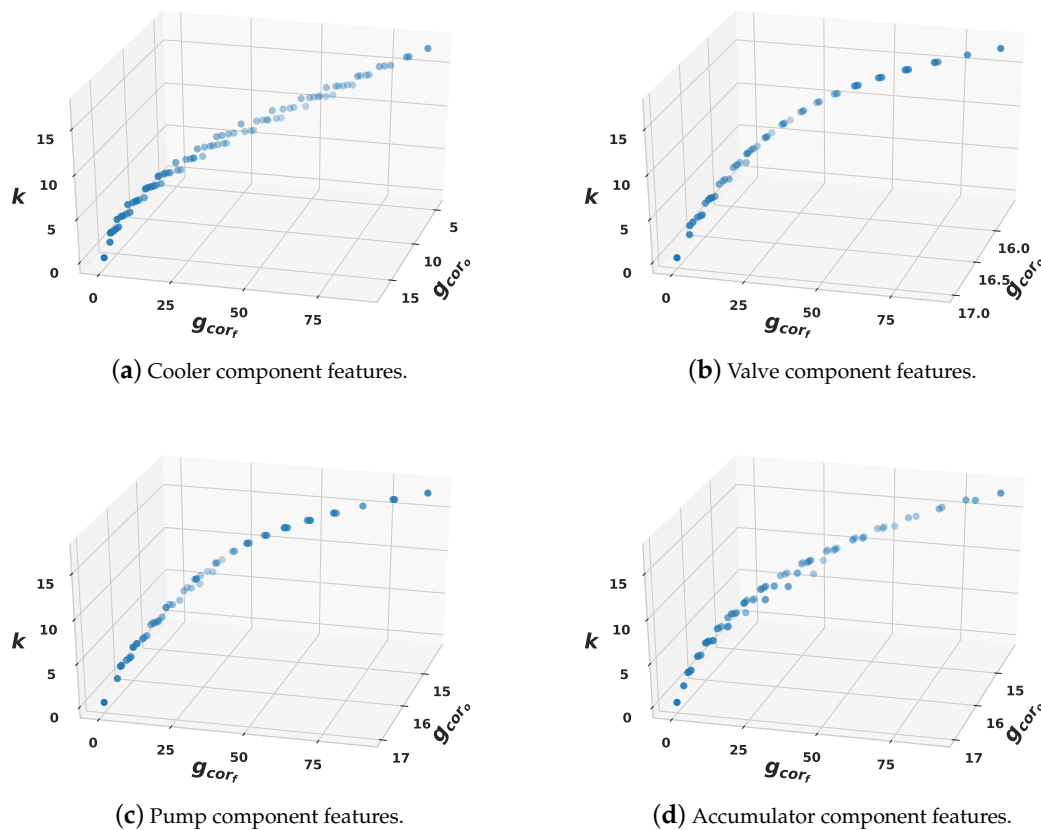 15
10
5
0
k
0
25
50
75
g_cor_f
5
10
15
g_cor_o
(a) Cooler component features.
15
10
5
0
k
0
25
50
75
g_cor_f
16.0
16.5
17.0
g_cor_o
(b) Valve component features.
15
10
5
0
k
0
25
50
75
g_cor_f
15
16
17
g_cor_o
(c) Pump component features.
15
10
5
0
k
0
25
50
75
g_cor_f
15
16
17
g_cor_o
(d) Accumulator component features.